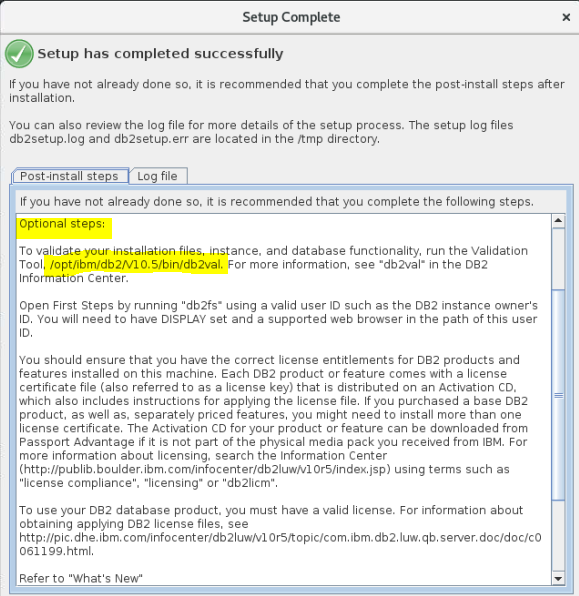 Setup Complete
Setup has completed successfully
If you have not already done so, it is recommended that you complete the post-install steps after
installation.
You can also review the log file for more details of the setup process. The setup log files
db2setup.log and db2setup.err are located in the /tmp directory.
Post-install steps
Log file
If you have not already done so, it is recommended that you complete the following steps.
Optional steps:
To validate your installation files, instance, and database functionality, run the Validation
Tool, /opt/ibm/db2/V10.5/bin/db2val. For more information, see "db2val" in the DB2
Information Center.
Open First Steps by running "db2fs" using a valid user ID such as the DB2 instance owner's
ID. You will need to have DISPLAY set and a supported web browser in the path of this user
ID.
You should ensure that you have the correct license entitlements for DB2 products and
features installed on this machine. Each DB2 product or feature comes with a license
certificate file (also referred to as a license key) that is distributed on an Activation CD,
which also includes instructions for applying the license file. If you purchased a base DB2
product, as well as, separately priced features, you might need to install more than one
license certificate. The Activation CD for your product or feature can be downloaded from
Passport Advantage if it is not part of the physical media pack you received from IBM. For
more information about licensing, search the Information Center
(http://publib.boulder.ibm.com/infocenter/db2luw/v10r5/index.jsp) using terms such as
"license compliance", "licensing" or "db2licm".
To use your DB2 database product, you must have a valid license. For information about
obtaining applying DB2 license files, see
http://pic.dhe.ibm.com/infocenter/db2luw/v10r5/topic/com.ibm.db2.luw.qb.server.doc/doc/c0
061199.html.
Refer to "What's New"